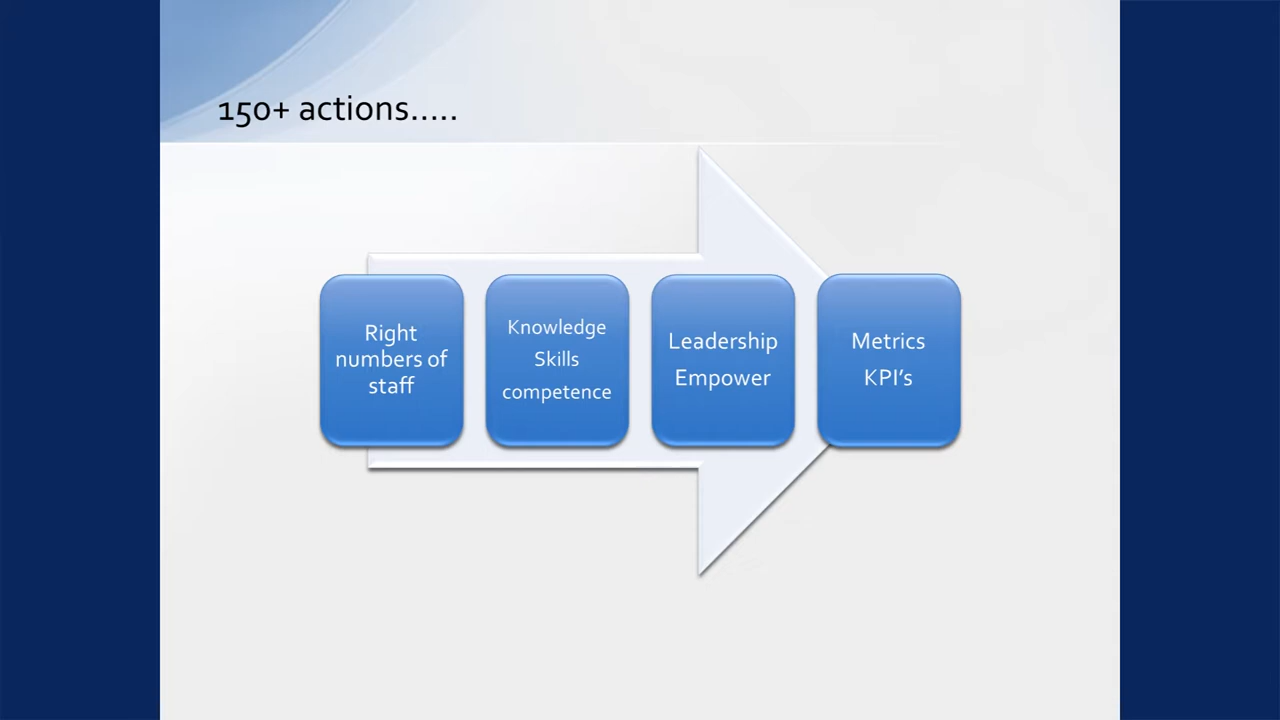 150+ actions.....
Right
numbers of
staff
Knowledge
Skills
competence
Leadership
Empower
Metrics
KPI's